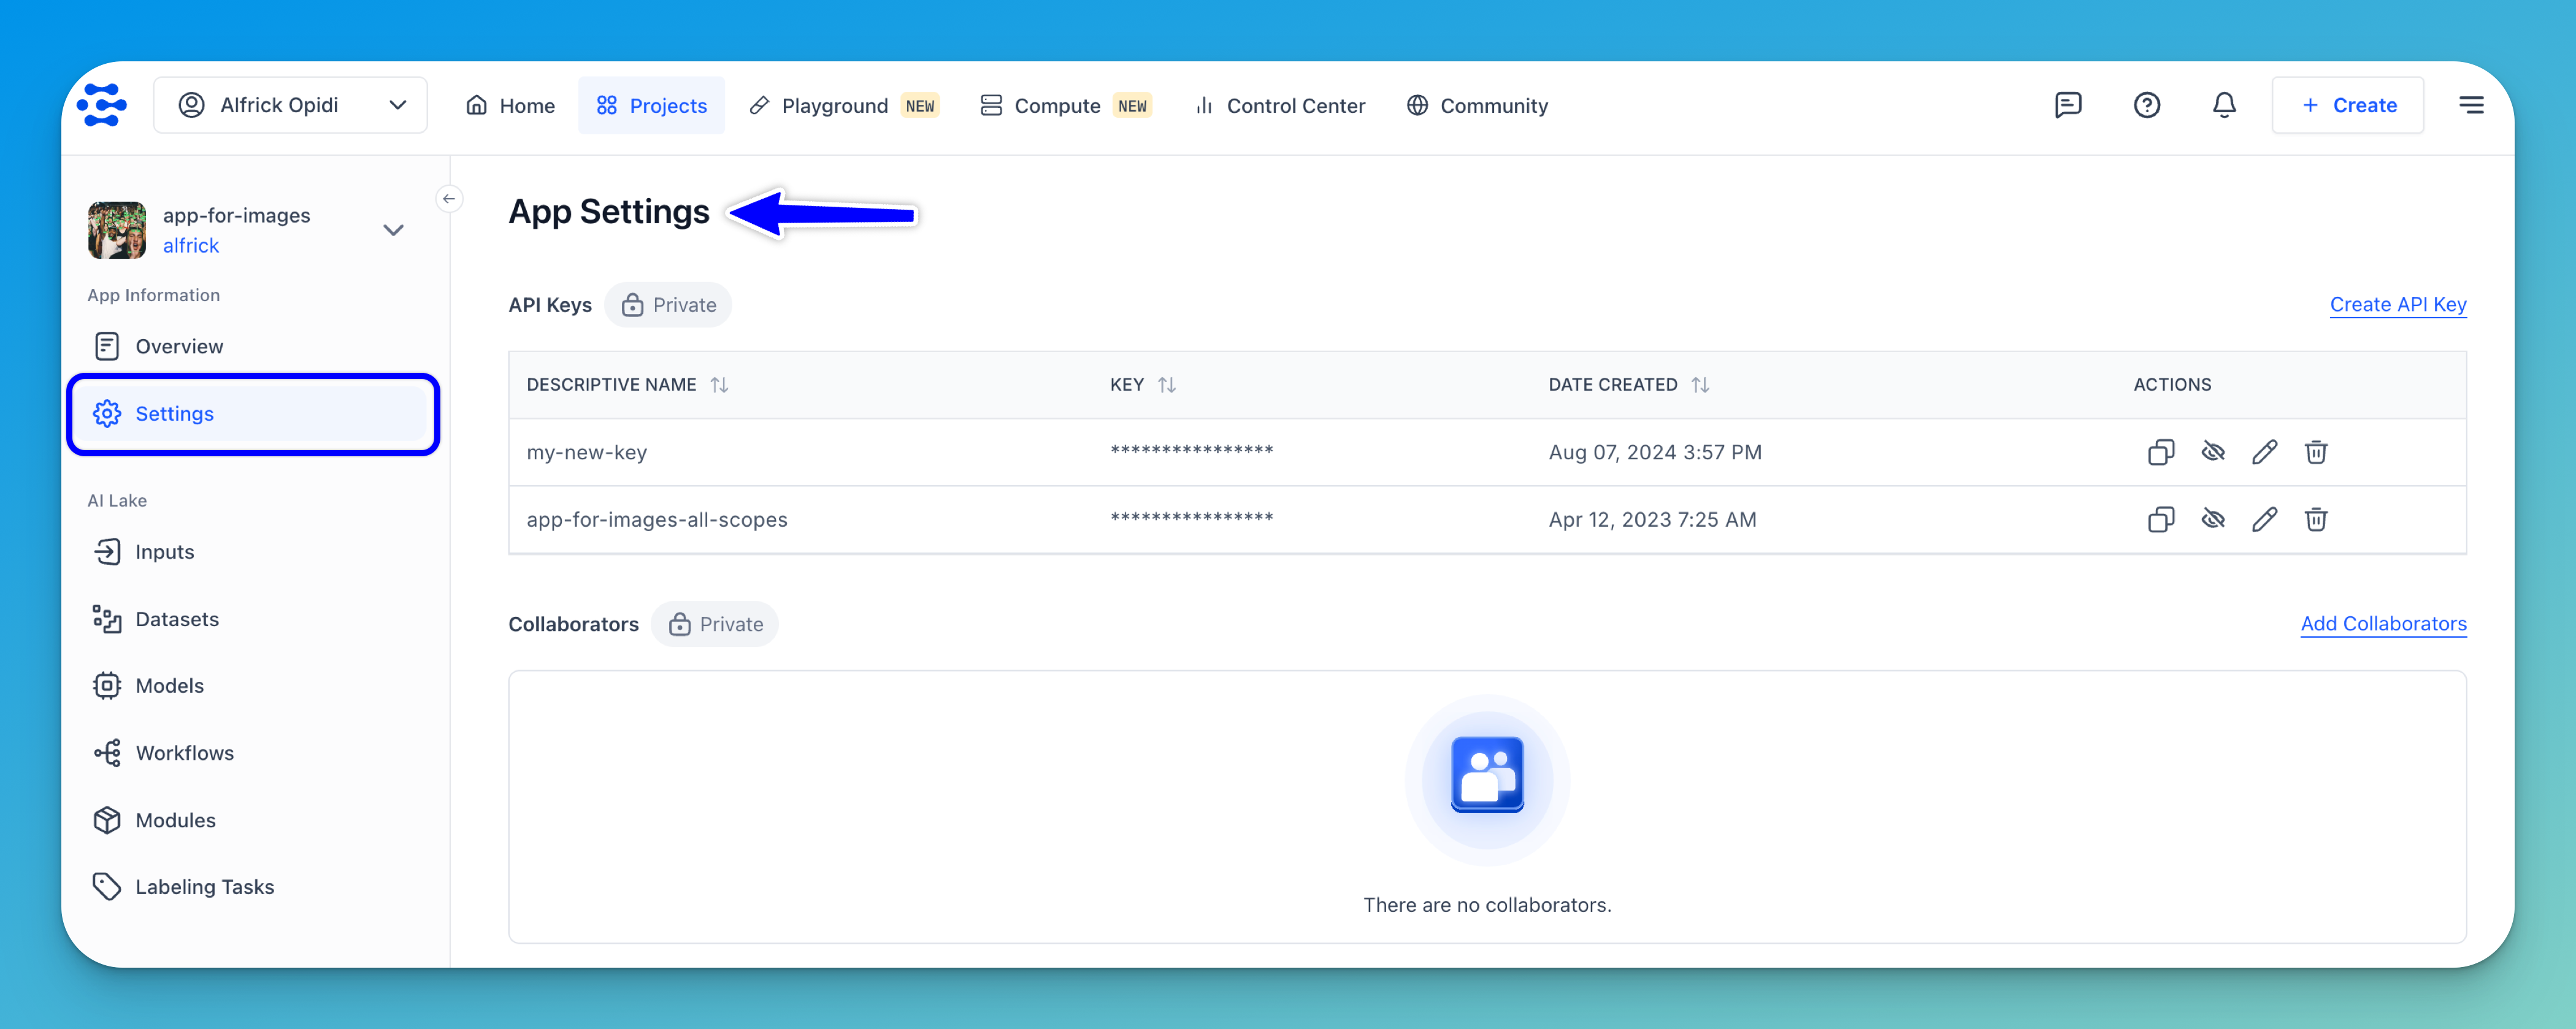 Alfrick Opidi
Home
Projects
Playground NEW
Compute NEW
Control Center
Community
+ Create
app-for-images
alfrick
App Information
Overview
Settings
AI Lake
Inputs
Datasets
Models
Workflows
Modules
Labeling Tasks
App Settings
API Keys Private
Create API Key
DESCRIPTIVE NAME KEY DATE CREATED ACTIONS
my-new-key **************** Aug 07, 2024 3:57 PM
app-for-images-all-scopes **************** Apr 12, 2023 7:25 AM
Collaborators Private
Add Collaborators
There are no collaborators.